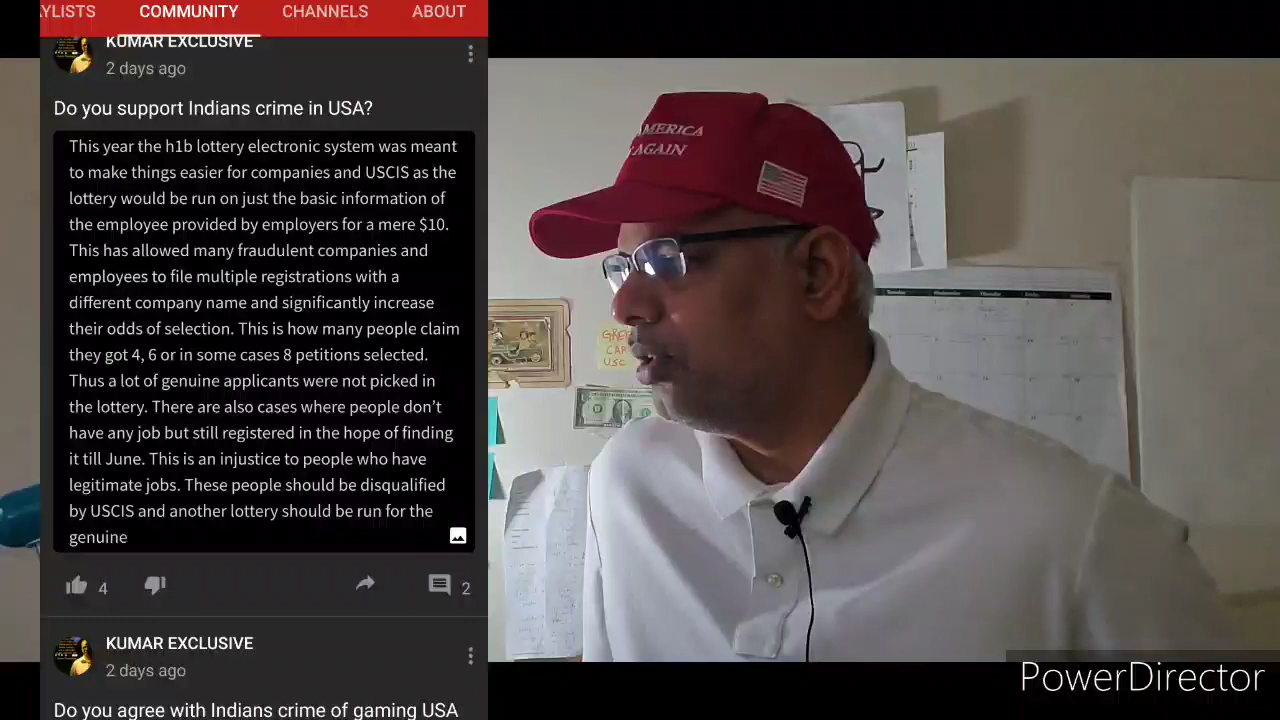 YLISTS COMMUNITY CHANNELS ABOUT
KUMAR EXCLUSIVE
2 days ago
Do you support Indians crime in USA?
This year the h1b lottery electronic system was meant
to make things easier for companies and USCIS as the
lottery would be run on just the basic information of
the employee provided by employers for a mere $10.
This has allowed many fraudulent companies and
employees to file multiple registrations with a
different company name and significantly increase
their odds of selection. This is how many people claim
they got 4, 6 or in some cases 8 petitions selected.
Thus a lot of genuine applicants were not picked in
the lottery. There are also cases where people don't
have any job but still registered in the hope of finding
it till June. This is an injustice to people who have
legitimate jobs. These people should be disqualified
by USCIS and another lottery should be run for the
genuine
4
2
KUMAR EXCLUSIVE
2 days ago
Do you agree with Indians crime of gaming USA
AMERICA
AGAIN
USC
PowerDirector